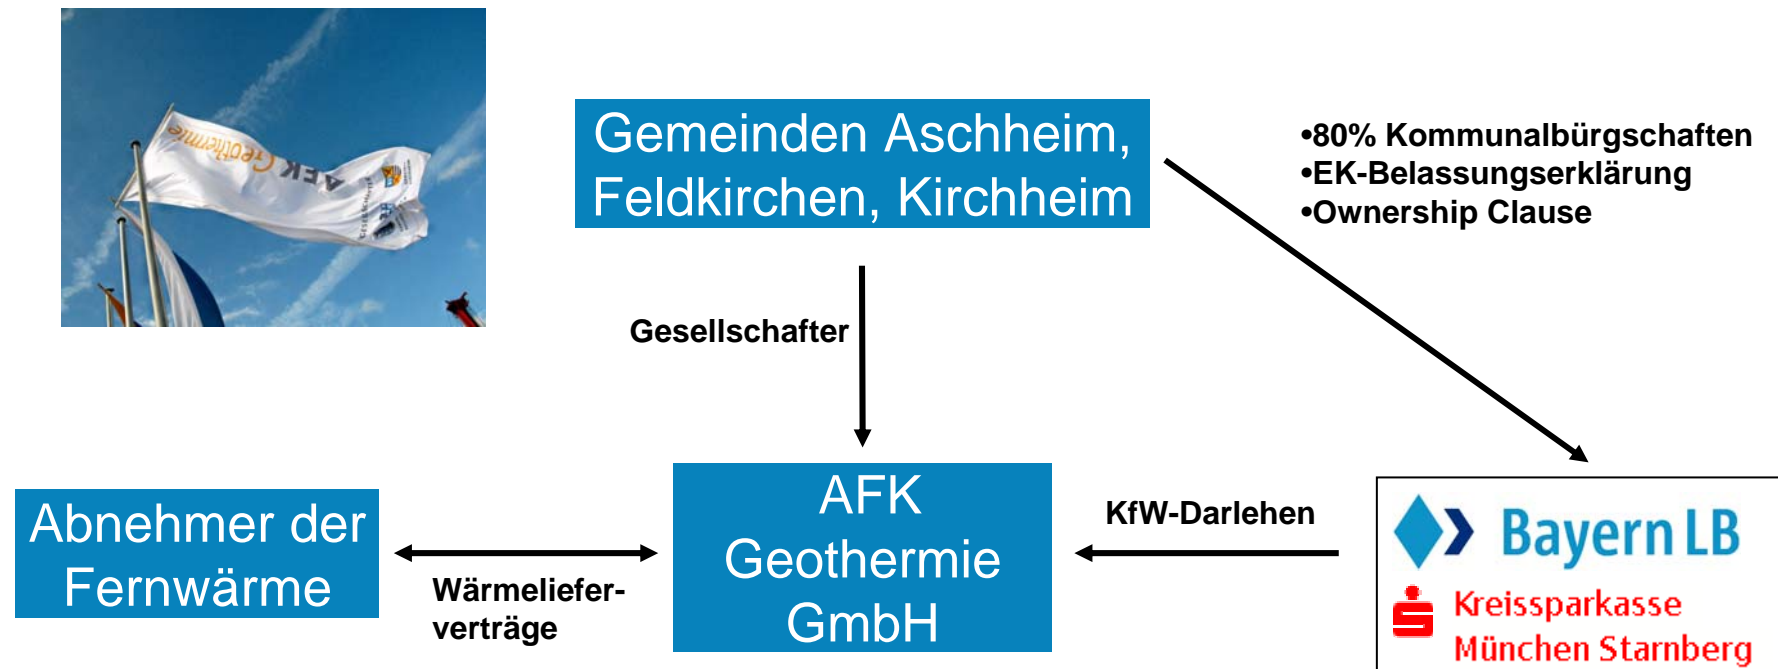 AFK Geothermie
Gemeinden Aschheim,
Feldkirchen, Kirchheim
•80% Kommunalbürgschaften
•EK-Belassungserklärung
•Ownership Clause
Gesellschafter
Abnehmer der
Fernwärme
Wärmeliefer-
verträge
AFK
Geothermie
GmbH
KfW-Darlehen
Bayern LB
Kreissparkasse
München Starnberg